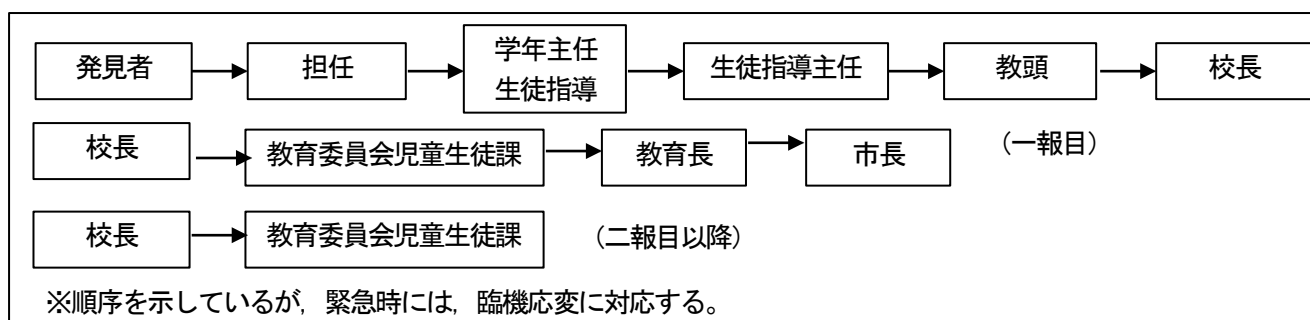 発見者 担任 学年主任 生徒指導主任 教頭 校長
生徒指導
校長 教育委員会児童生徒課 教育長 市長 (一報目)
校長 教育委員会児童生徒課 (二報目以降)
※順序を示しているが，緊急時には，臨機応変に対応する。